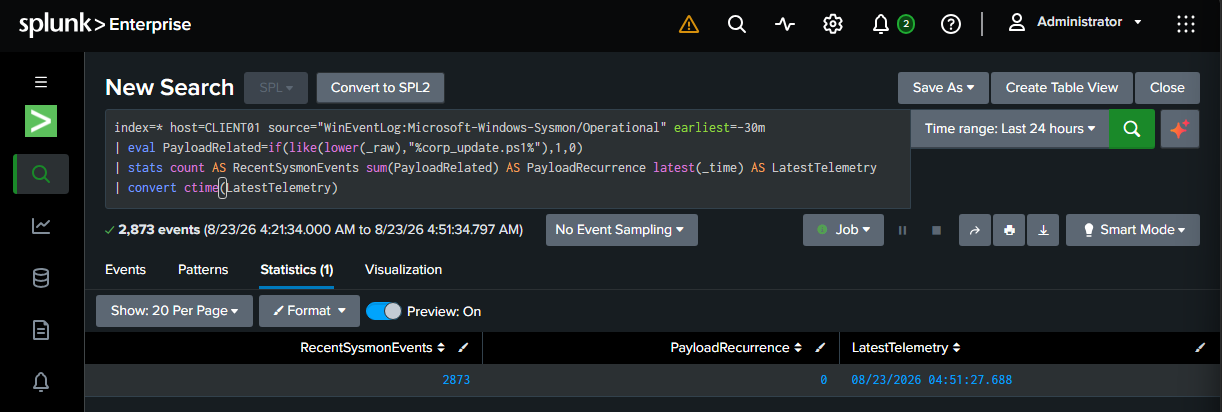 splunk> Enterprise
2
Administrator
New Search
SPL
Convert to SPL2
Save As
Create Table View
Close
index=* host=CLIENT01 source="WinEventLog:Microsoft-Windows-Sysmon/Operational" earliest=-30m
| eval PayloadRelated=if(like(lower(_raw),"%corp_update.ps1%"),1,0)
| stats count AS RecentSysmonEvents sum(PayloadRelated) AS PayloadRecurrence latest(_time) AS LatestTelemetry
| convert ctime(LatestTelemetry)
Time range: Last 24 hours
2,873 events (8/23/26 4:21:34.000 AM to 8/23/26 4:51:34.797 AM)
No Event Sampling
Job
Smart Mode
Events
Patterns
Statistics (1)
Visualization
Show: 20 Per Page
Format
Preview: On
RecentSysmonEvents
PayloadRecurrence
LatestTelemetry
2873
0
08/23/2026 04:51:27.688